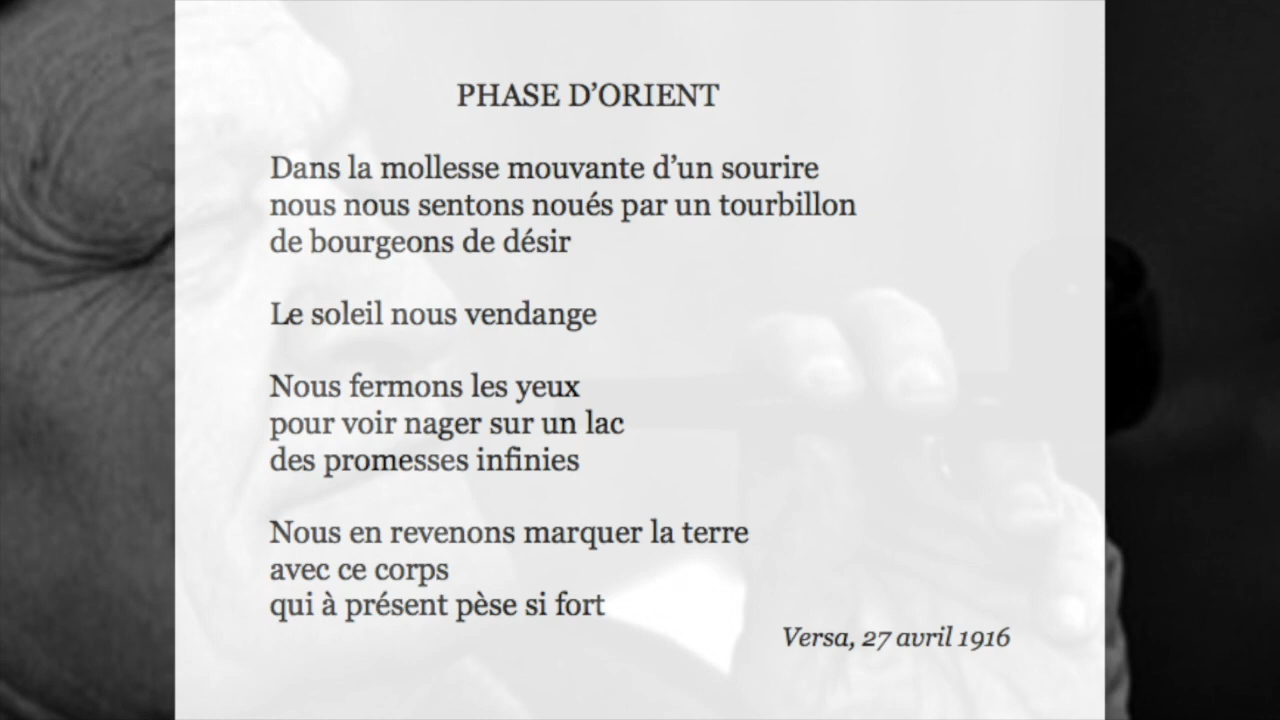 PHASE D’ORIENT
Dans la mollesse mouvante d’un sourire
nous nous sentons noués par un tourbillon
de bourgeons de désir
Le soleil nous vendange
Nous fermons les yeux
pour voir nager sur un lac
des promesses infinies
Nous en revenons marquer la terre
avec ce corps
qui à présent pèse si fort
Versa, 27 avril 1916